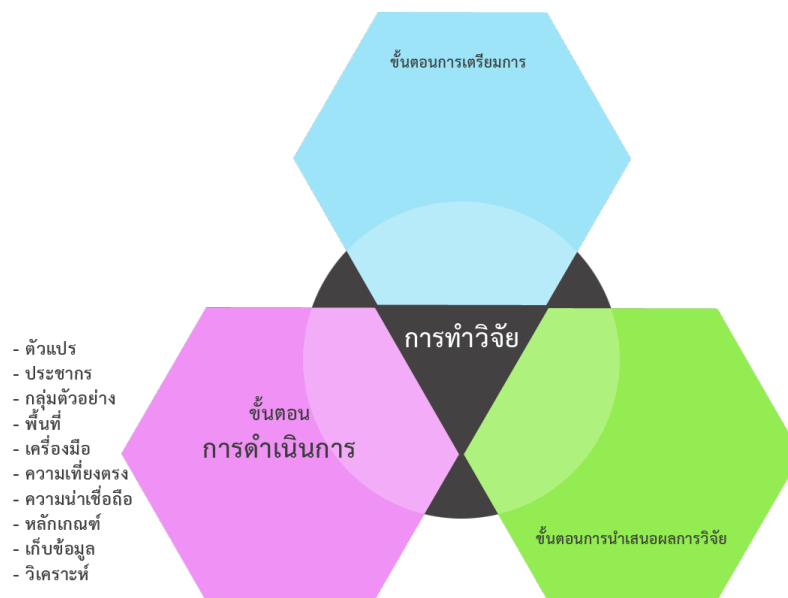 ขั้นตอนการเตรียมการ
การทำวิจัย
ขั้นตอน
การดำเนินการ
- ตัวแปร
- ประชากร
- กลุ่มตัวอย่าง
- พื้นที่
- เครื่องมือ
- ความเที่ยงตรง
- ความน่าเชื่อถือ
- หลักเกณฑ์
- เก็บข้อมูล
- วิเคราะห์
ขั้นตอนการนำเสนอผลการวิจัย